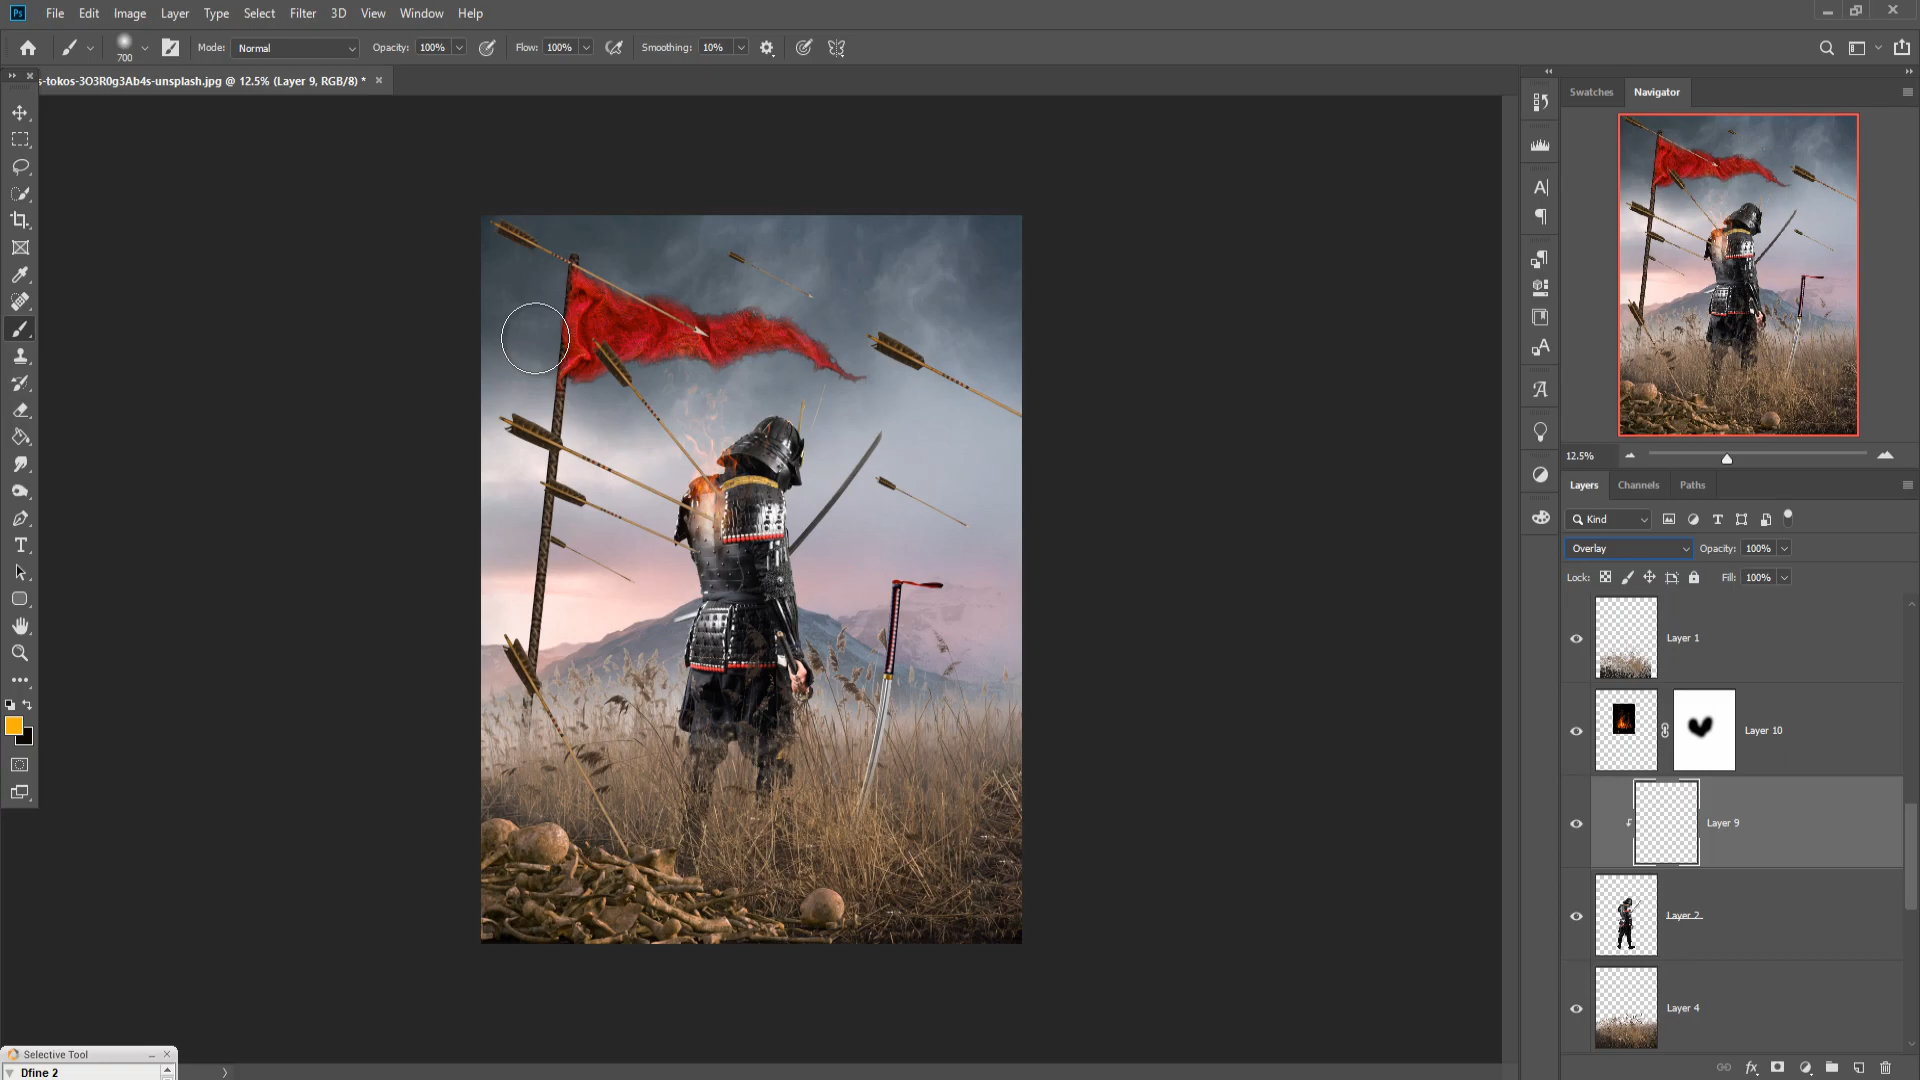 Ps File Edit Image Layer Type Select Filter 3D View Window Help
700 Mode: Normal Opacity: 100% Flow: 100% Smoothing: 10%
s-tokos-3O3R0g3Ab4s-unsplash.jpg @ 12.5% (Layer 9, RGB/8) *
Swatches Navigator
12.5%
Layers Channels Paths
Kind
Overlay Opacity: 100%
Lock: Fill: 100%
Layer 1
Layer 10
Layer 9
Layer 2
Layer 4
Selective Tool
Dfine 2